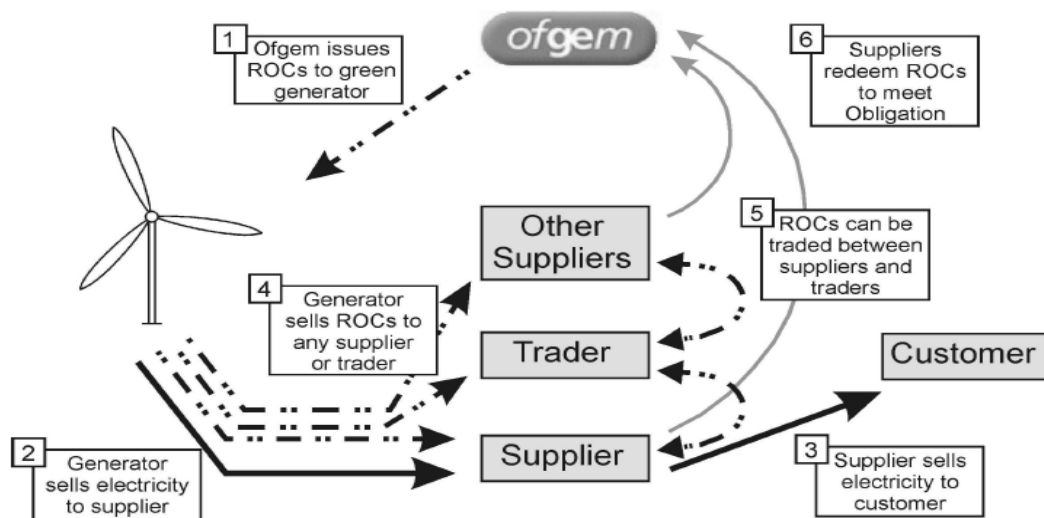 1
Ofgem issues
ROCs to green
generator
ofgem
6
Suppliers
redeem ROCs
to meet
Obligation
Other
Suppliers
5
ROCs can be
traded between
suppliers and
traders
4
Generator
sells ROCs to
any supplier
or trader
Trader
Customer
2
Generator
sells electricity
to supplier
Supplier
3
Supplier sells
electricity to
customer